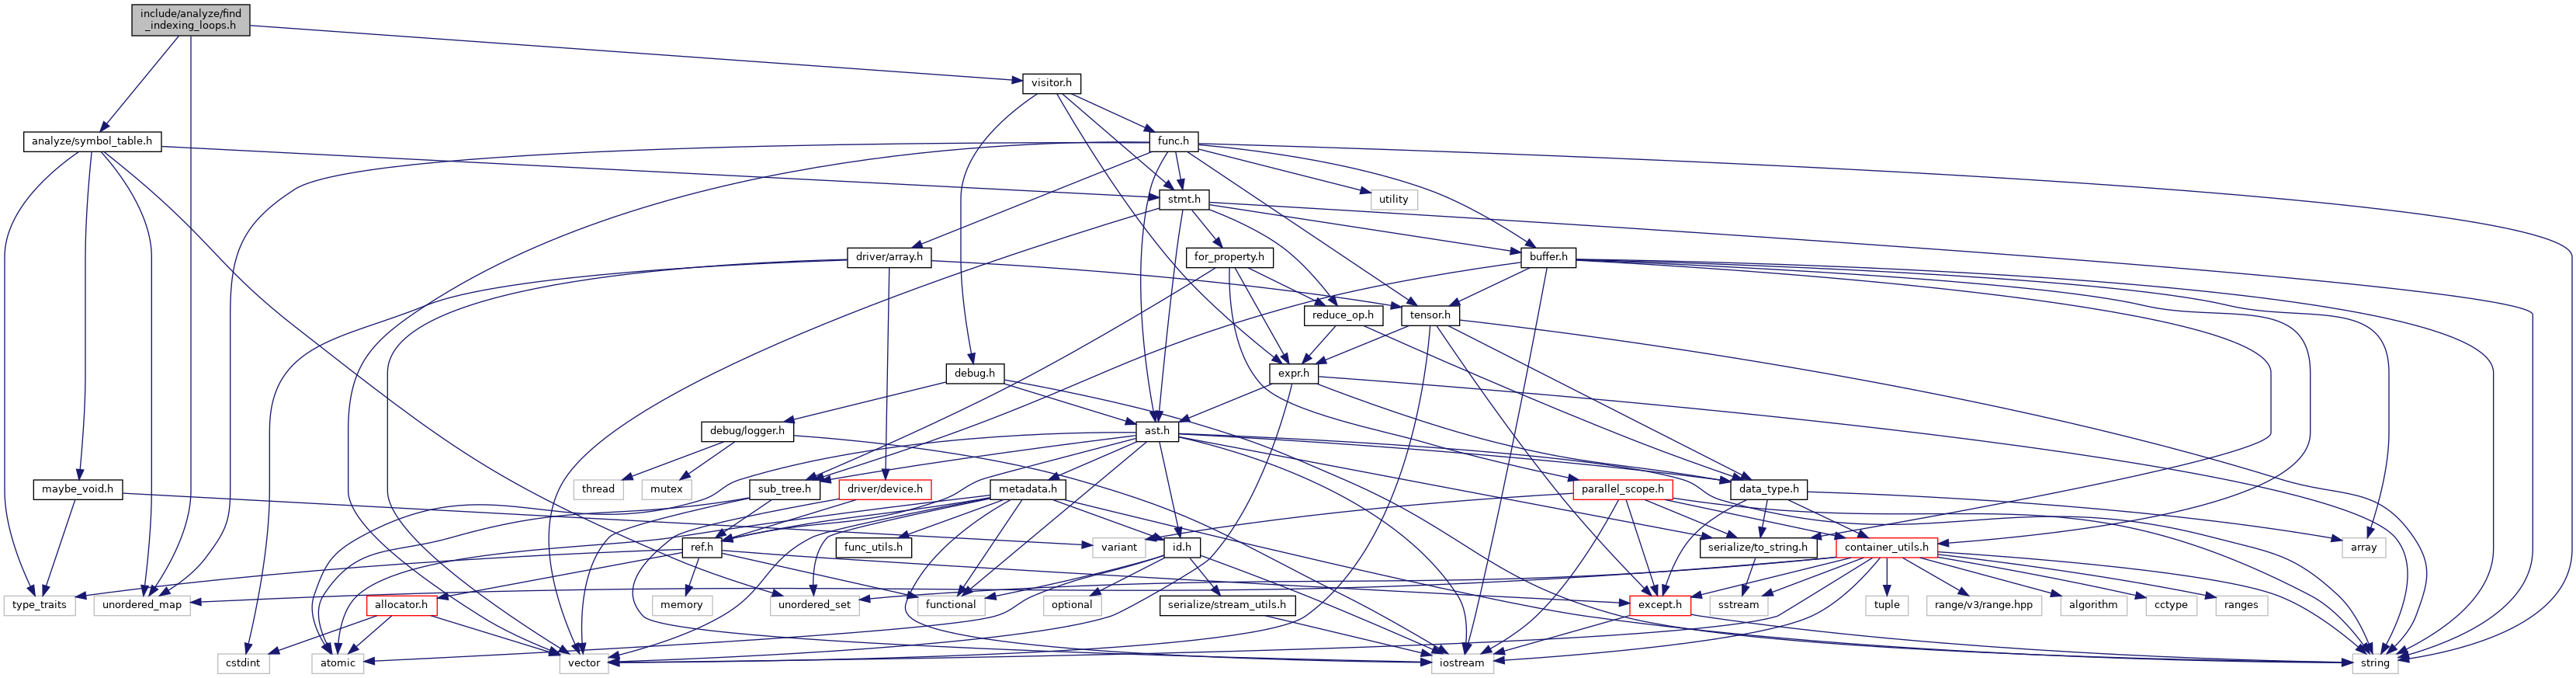 include/analyze/find
_indexing_loops.h
visitor.h
analyze/symbol_table.h
func.h
stmt.h
utility
driver/array.h
for_property.h
buffer.h
reduce_op.h
tensor.h
debug.h
expr.h
debug/logger.h
ast.h
maybe_void.h
thread
mutex
sub_tree.h
driver/device.h
metadata.h
parallel_scope.h
data_type.h
ref.h
func_utils.h
variant
id.h
serialize/to_string.h
container_utils.h
array
type_traits
unordered_map
allocator.h
memory
unordered_set
functional
optional
serialize/stream_utils.h
except.h
sstream
tuple
range/v3/range.hpp
algorithm
cctype
ranges
cstdint
atomic
vector
iostream
string